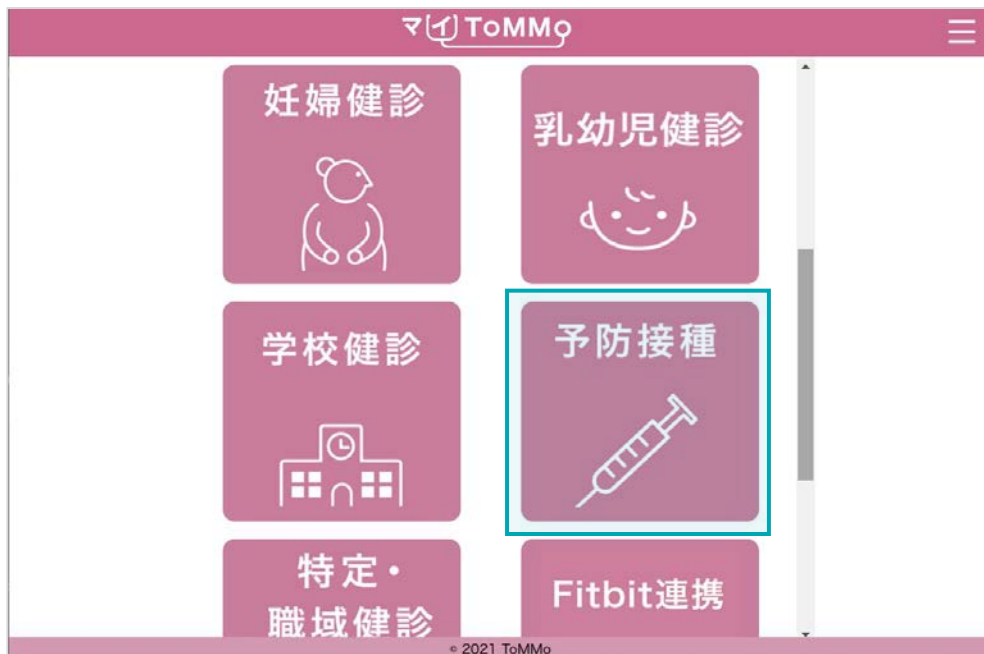 マイToMMo
妊婦健診
乳幼児健診
学校健診
予防接種
特定・
職域健診
Fitbit連携
© 2021 ToMMo